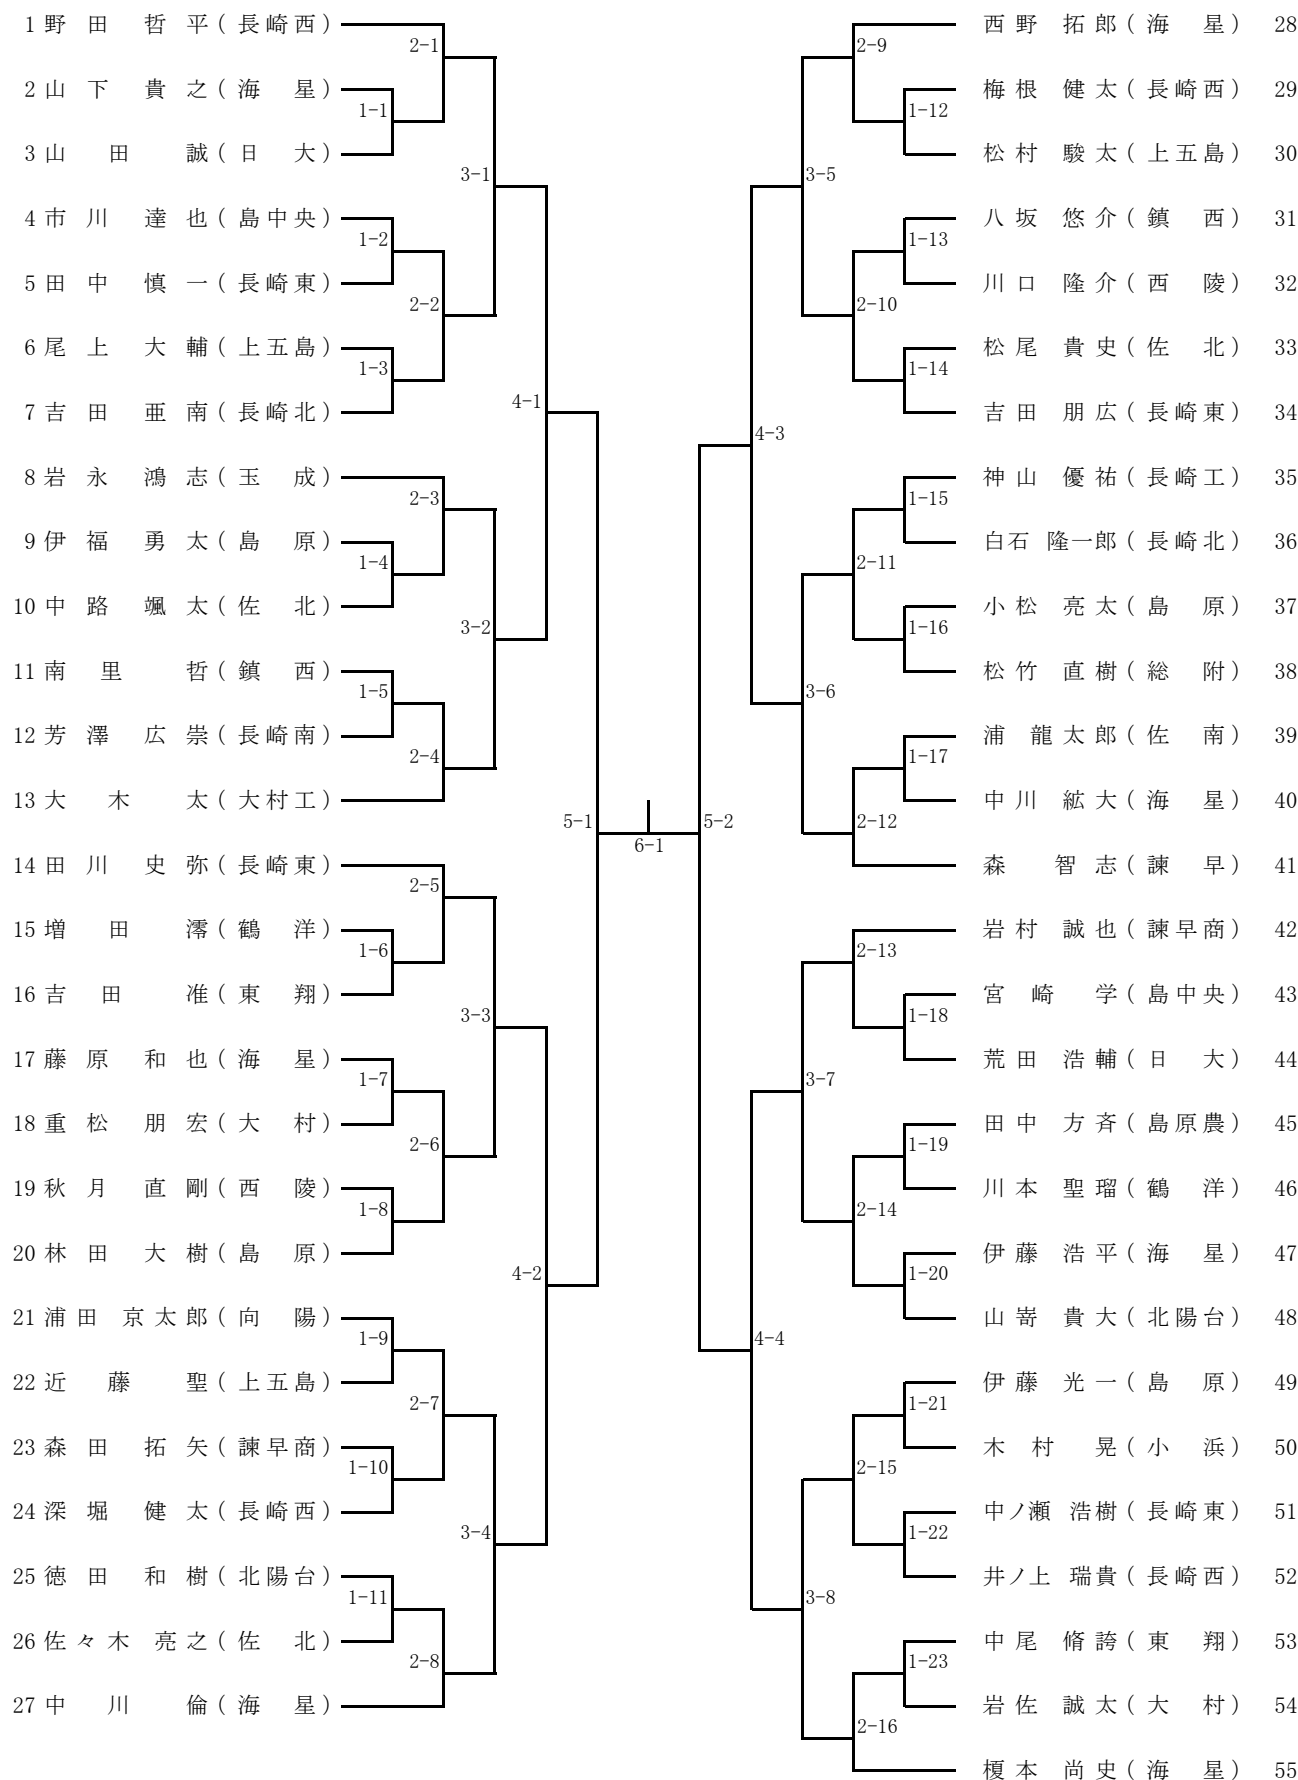 1 野田 哲平 ( 長崎西 )
2-1
2 山下 貴之 ( 海星 )
1-1
3 山田 誠 ( 日大 )
3-1
4 市川 達也 ( 島中央 )
1-2
5 田中 慎一 ( 長崎東 )
2-2
6 尾上 大輔 ( 上五島 )
1-3
7 吉田 亜南 ( 長崎北 )
4-1
8 岩永 鴻志 ( 玉成 )
2-3
9 伊福 勇太 ( 島原 )
1-4
10 中路 颯太 ( 佐北 )
3-2
11 南里 哲 ( 鎮西 )
1-5
12 芳澤 広崇 ( 長崎南 )
2-4
13 大木 太 ( 大村工 )
5-1
14 田川 史弥 ( 長崎東 )
2-5
15 増田 澪 ( 鶴洋 )
1-6
16 吉田 准 ( 東翔 )
3-3
17 藤原 和也 ( 海星 )
1-7
18 重松 朋宏 ( 大村 )
2-6
19 秋月 直剛 ( 西陵 )
1-8
20 林田 大樹 ( 島原 )
4-2
21 浦田 京太郎 ( 向陽 )
1-9
22 近藤 聖 ( 上五島 )
2-7
23 森田 拓矢 ( 諫早商 )
1-10
24 深堀 健太 ( 長崎西 )
3-4
25 徳田 和樹 ( 北陽台 )
1-11
26 佐々木 亮之 ( 佐北 )
2-8
27 中川 倫 ( 海星 )
6-1
西野 拓郎 ( 海星 ) 28
2-9
梅根 健太 ( 長崎西 ) 29
1-12
松村 駿太 ( 上五島 ) 30
3-5
八坂 悠介 ( 鎮西 ) 31
1-13
川口 隆介 ( 西陵 ) 32
2-10
松尾 貴史 ( 佐北 ) 33
1-14
吉田 朋広 ( 長崎東 ) 34
4-3
神山 優祐 ( 長崎工 ) 35
1-15
白石 隆一郎 ( 長崎北 ) 36
2-11
小松 亮太 ( 島原 ) 37
1-16
松竹 直樹 ( 総附 ) 38
3-6
浦 龍太郎 ( 佐南 ) 39
1-17
中川 絋大 ( 海星 ) 40
5-2
2-12
森 智志 ( 諫早 ) 41
岩村 誠也 ( 諫早商 ) 42
2-13
宮崎 学 ( 島中央 ) 43
1-18
荒田 浩輔 ( 日大 ) 44
3-7
田中 方斉 ( 島原農 ) 45
1-19
川本 聖瑠 ( 鶴洋 ) 46
2-14
伊藤 浩平 ( 海星 ) 47
1-20
山嵜 貴大 ( 北陽台 ) 48
4-4
伊藤 光一 ( 島原 ) 49
1-21
木村 晃 ( 小浜 ) 50
2-15
中ノ瀬 浩樹 ( 長崎東 ) 51
1-22
井ノ上 瑞貴 ( 長崎西 ) 52
3-8
中尾 脩誇 ( 東翔 ) 53
1-23
岩佐 誠太 ( 大村 ) 54
2-16
榎本 尚史 ( 海星 ) 55